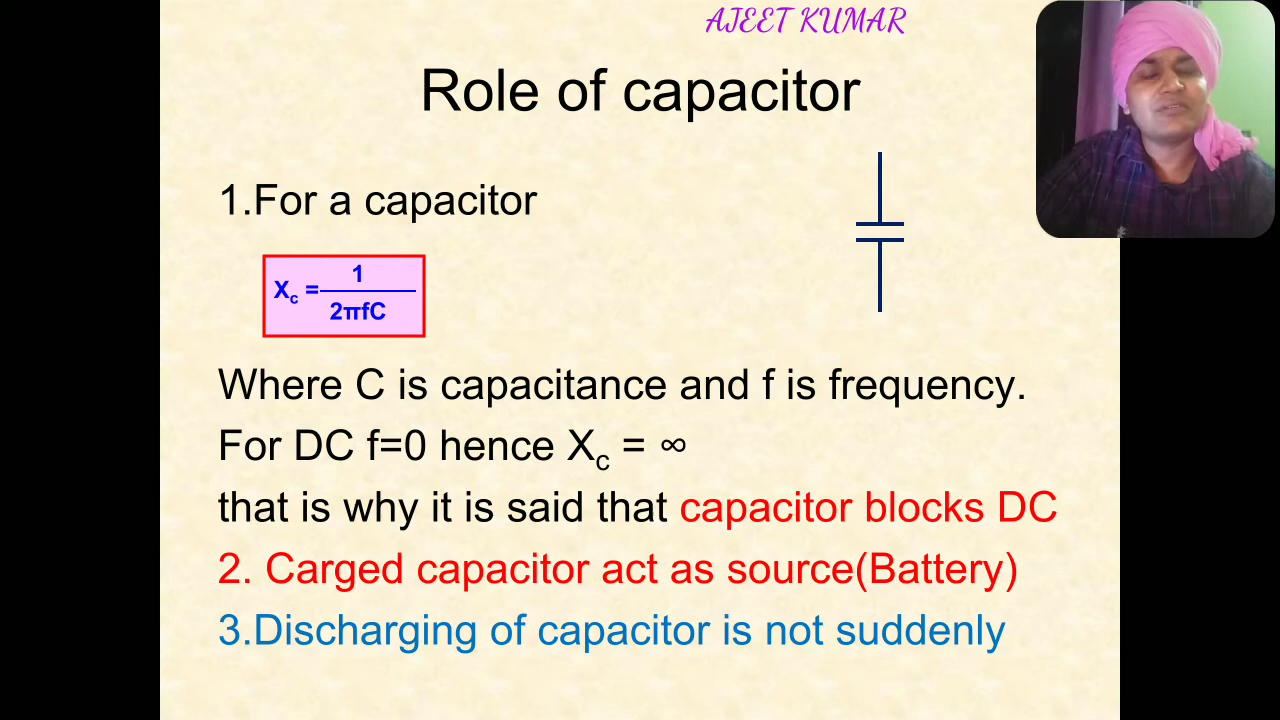 AJEET KUMAR
Role of capacitor
1.For a capacitor
Xc = 1
2πfC
Where C is capacitance and f is frequency.
For DC f=0 hence Xc = ∞
that is why it is said that capacitor blocks DC
2. Carged capacitor act as source(Battery)
3.Discharging of capacitor is not suddenly